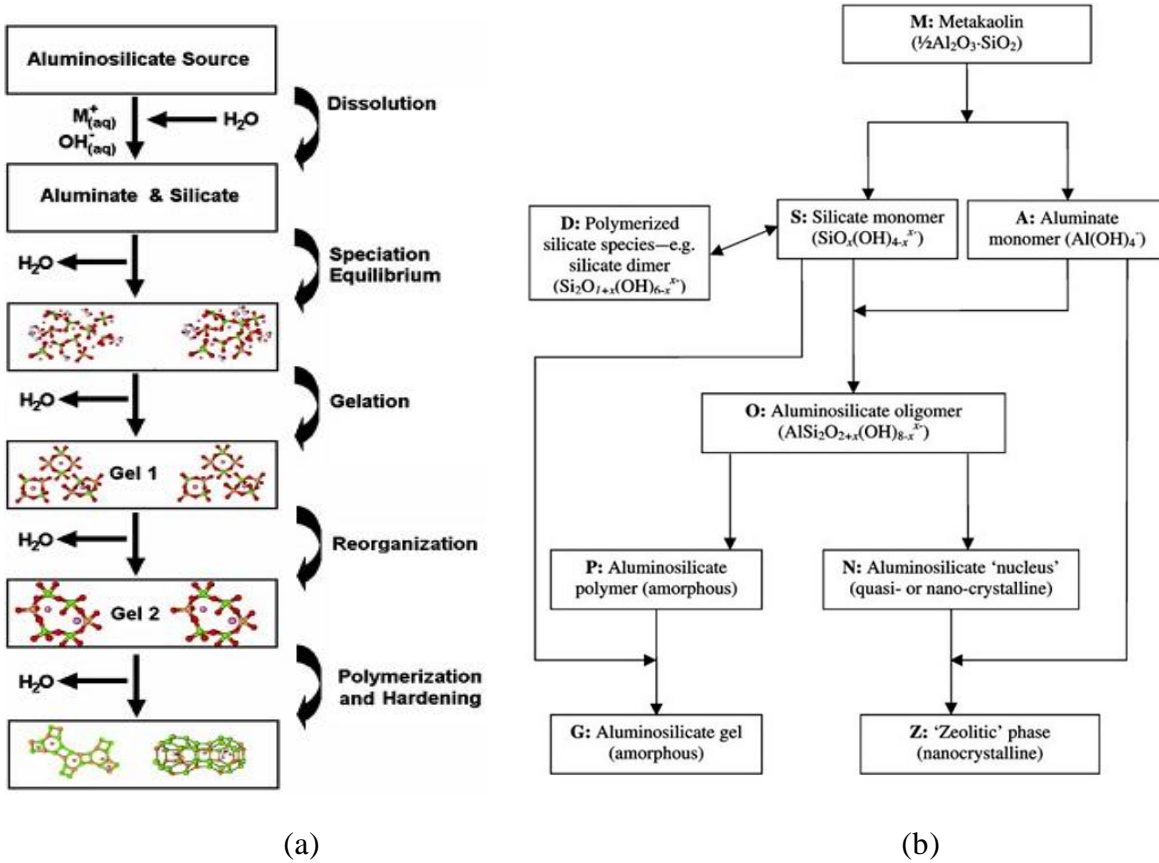 Aluminosilicate Source
Dissolution
M⁺(aq)
H₂O
OH⁻(aq)
Aluminate & Silicate
H₂O
Speciation
Equilibrium
H₂O
Gelation
Gel 1
H₂O
Reorganization
Gel 2
H₂O
Polymerization
and Hardening
(a)
M: Metakaolin
(½Al₂O₃·SiO₂)
D: Polymerized
silicate species—e.g.
silicate dimer
(Si₂O₁₊ₓ(OH)₆₋ₓˣ⁻)
S: Silicate monomer
(SiOₓ(OH)₄₋ₓˣ⁻)
A: Aluminate
monomer (Al(OH)₄⁻)
O: Aluminosilicate oligomer
(AlSi₂O₂₊ₓ(OH)₈₋ₓˣ⁻)
P: Aluminosilicate
polymer (amorphous)
N: Aluminosilicate ‘nucleus’
(quasi- or nano-crystalline)
G: Aluminosilicate gel
(amorphous)
Z: ‘Zeolitic’ phase
(nanocrystalline)
(b)